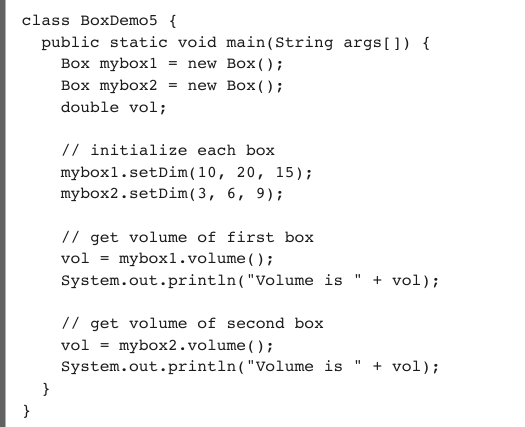 class BoxDemo5 {
  public static void main(String args[]) {
    Box mybox1 = new Box();
    Box mybox2 = new Box();
    double vol;

    // initialize each box
    mybox1.setDim(10, 20, 15);
    mybox2.setDim(3, 6, 9);

    // get volume of first box
    vol = mybox1.volume();
    System.out.println("Volume is " + vol);

    // get volume of second box
    vol = mybox2.volume();
    System.out.println("Volume is " + vol);
  }
}